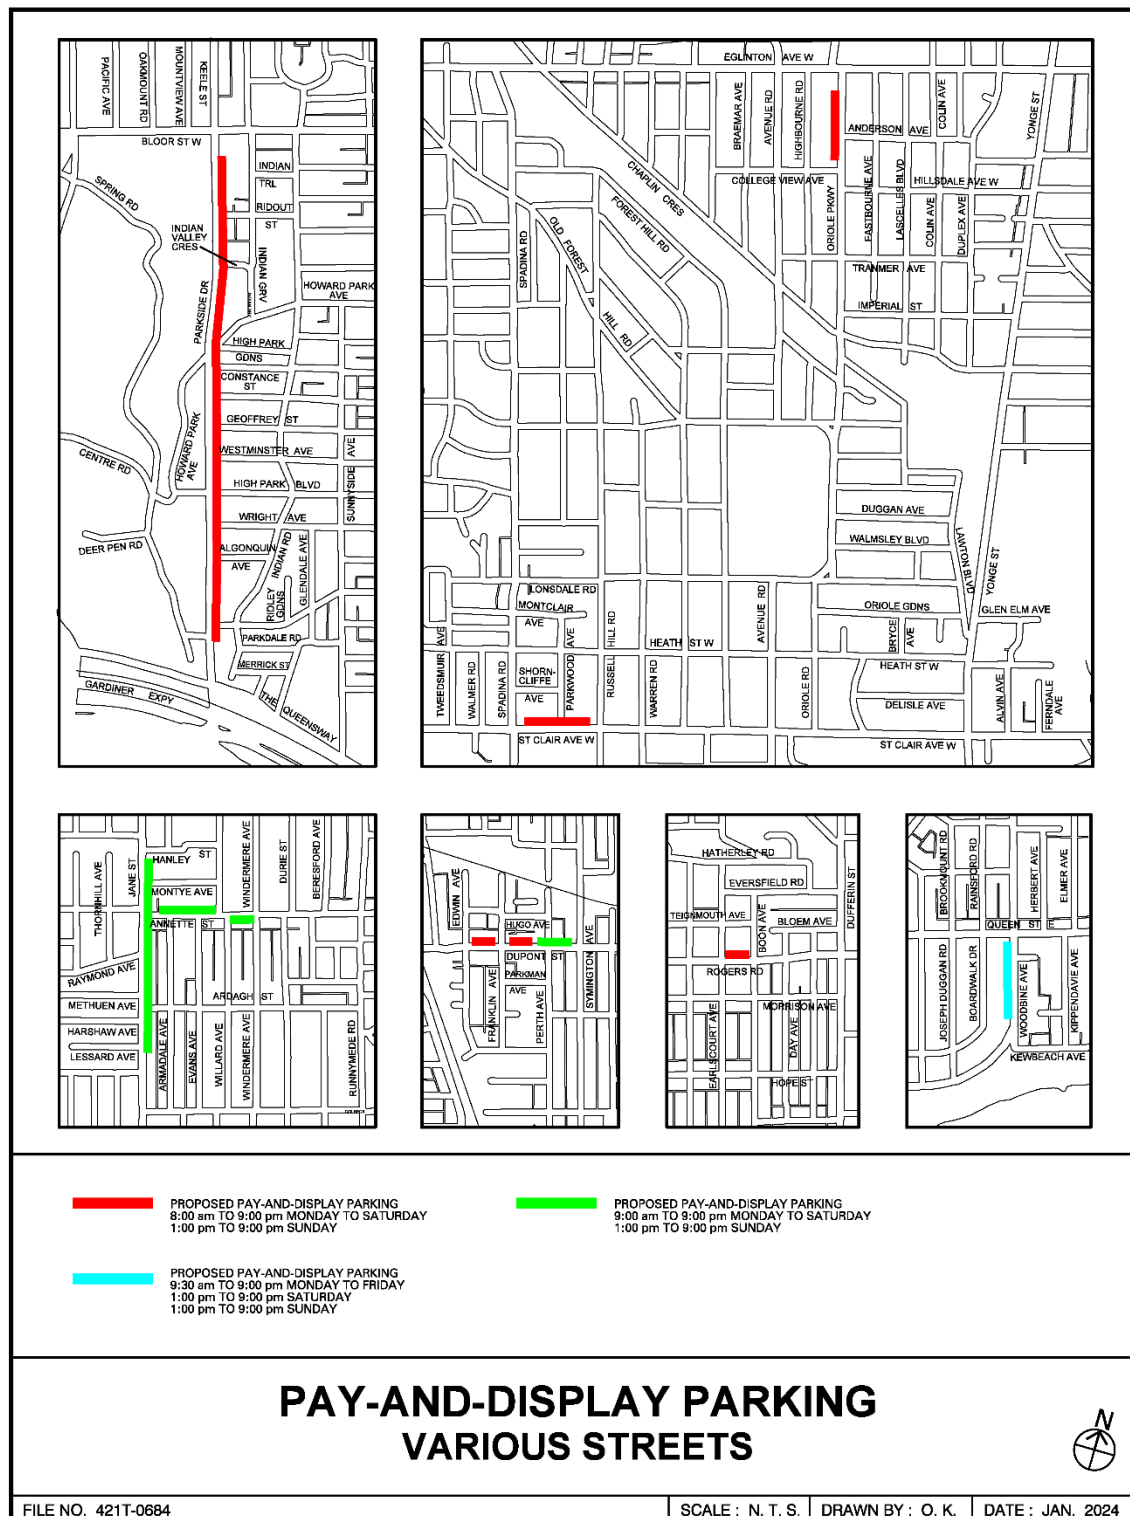 PACIFIC AVE
OAKMOUNT RD
MOUNTVIEW AVE
KEELE ST
BLOOR ST W
INDIAN
TRL
RIDOUT
ST
SPRING RD
INDIAN
VALLEY
CRES
INDIAN GRV
HOWARD PARK
AVE
PARKSIDE DR
HIGH PARK
GDNS
CONSTANCE
ST
GEOFFREY ST
HOWARD PARK
AVE
WESTMINSTER AVE
CENTRE RD
HIGH PARK BLVD
SUNNYSIDE AVE
WRIGHT AVE
DEER PEN RD
ALGONQUIN
AVE
INDIAN RD
RIDLEY
GDNS
GLENDALE AVE
PARKDALE RD
MERRICK ST
GARDINER EXPY
THE QUEENSWAY
EGLINTON AVE W
BRAEMAR AVE
AVENUE RD
HIGHBOURNE RD
COLIN AVE
YONGE ST
ANDERSON AVE
CHAPLIN CRES
COLLEGE VIEW AVE
HILLSDALE AVE W
ORIOLE PKWY
EASTBOURNE AVE
LASCELLES BLVD
COLIN AVE
DUPLEX AVE
FOREST HILL RD
OLD FOREST
HILL RD
SPADINA RD
TRANMER AVE
IMPERIAL ST
DUGGAN AVE
WALMSLEY BLVD
LAWTON BLVD
YONGE ST
LONSDALE RD
MONTCLAIR
AVE
ORIOLE GDNS
GLEN ELM AVE
TWEEDSMUIR AVE
WALMER RD
SPADINA RD
SHORN-
CLIFFE
AVE
PARKWOOD AVE
RUSSELL HILL RD
HEATH ST W
WARREN RD
AVENUE RD
ORIOLE RD
BRYCE
AVE
HEATH ST W
DELISLE AVE
ALVIN AVE
FERNDALE
AVE
ST CLAIR AVE W
ST CLAIR AVE W
THORNHILL AVE
JANE ST
HANLEY ST
WINDERMERE AVE
DURIE ST
BERESFORD AVE
MONTYE AVE
ANNETTE ST
RAYMOND AVE
METHUEN AVE
ARDAGH ST
HARSHAW AVE
LESSARD AVE
ARMADALE AVE
EVANS AVE
WILLARD AVE
WINDERMERE AVE
RUNNYMEDE RD
EDWIN AVE
HUGO AVE
DUPONT ST
PARKMAN
AVE
FRANKLIN AVE
PERTH AVE
SYMINGTON AVE
HATHERLEY RD
EVERSFIELD RD
DUFFERIN ST
TEIGNMOUTH AVE
BLOEM AVE
BOON AVE
ROGERS RD
EARLSCOURT AVE
MORRISON AVE
DAY AVE
HOPE ST
BROOKMOUNT RD
RAINSFORD RD
HERBERT AVE
ELMER AVE
QUEEN ST E
JOSEPH DUGGAN RD
BOARDWALK DR
WOODBINE AVE
KIPPENDAVIE AVE
KEWBEACH AVE
PROPOSED PAY-AND-DISPLAY PARKING
8:00 am TO 9:00 pm MONDAY TO SATURDAY
1:00 pm TO 9:00 pm SUNDAY
PROPOSED PAY-AND-DISPLAY PARKING
9:00 am TO 9:00 pm MONDAY TO SATURDAY
1:00 pm TO 9:00 pm SUNDAY
PROPOSED PAY-AND-DISPLAY PARKING
9:30 am TO 9:00 pm MONDAY TO FRIDAY
1:00 pm TO 9:00 pm SATURDAY
1:00 pm TO 9:00 pm SUNDAY
PAY-AND-DISPLAY PARKING
VARIOUS STREETS
N
FILE NO. 421T-0684
SCALE : N. T. S.
DRAWN BY : O. K.
DATE : JAN. 2024